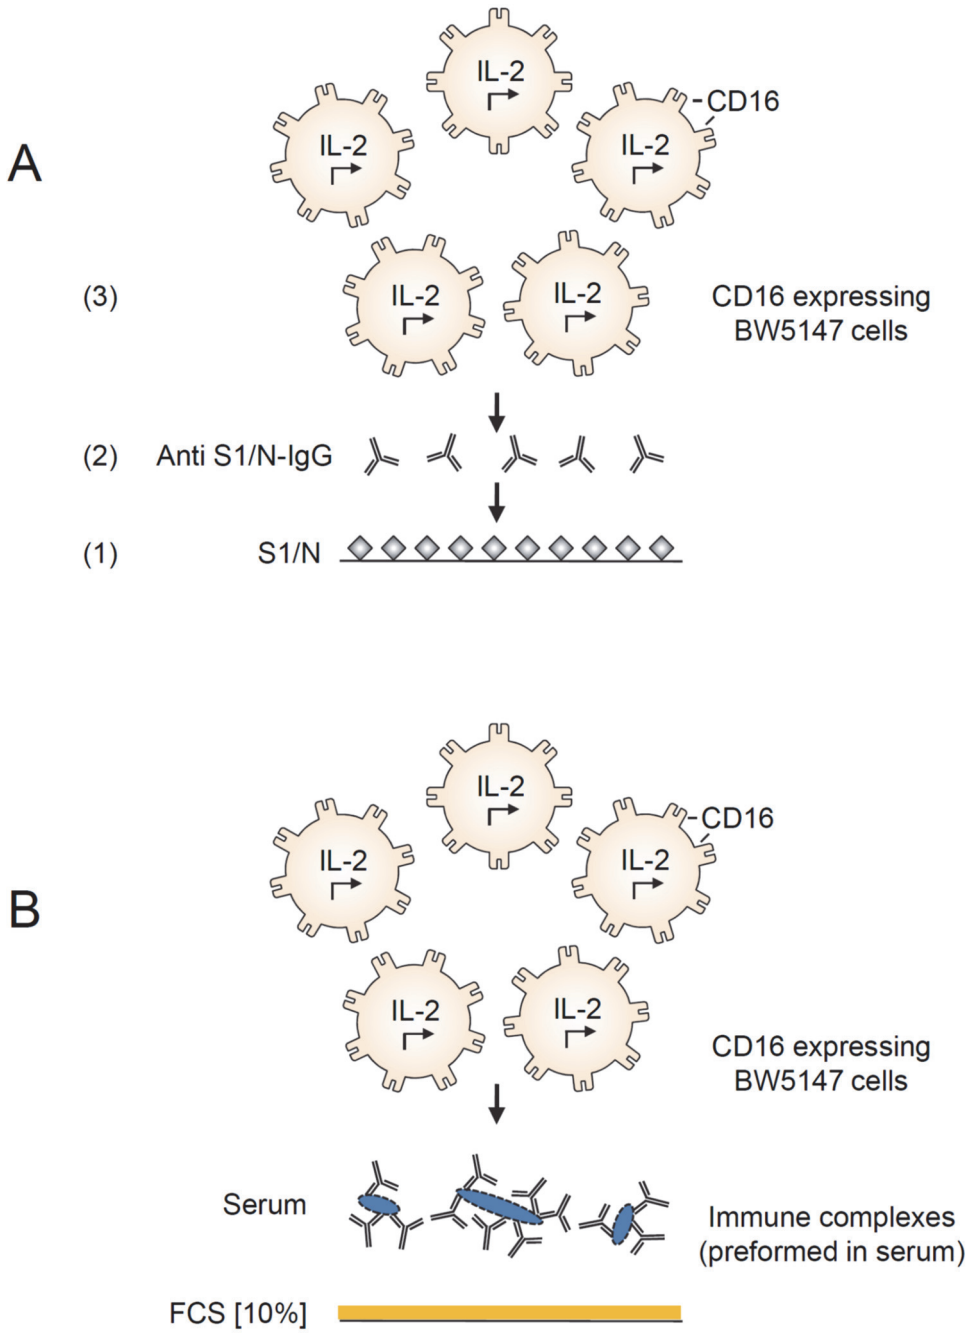 A
IL-2
IL-2
IL-2
CD16
IL-2
IL-2
(3)
CD16 expressing
BW5147 cells
(2) Anti S1/N-IgG
(1) S1/N
B
IL-2
IL-2
IL-2
CD16
IL-2
IL-2
CD16 expressing
BW5147 cells
Serum
Immune complexes
(preformed in serum)
FCS [10%]